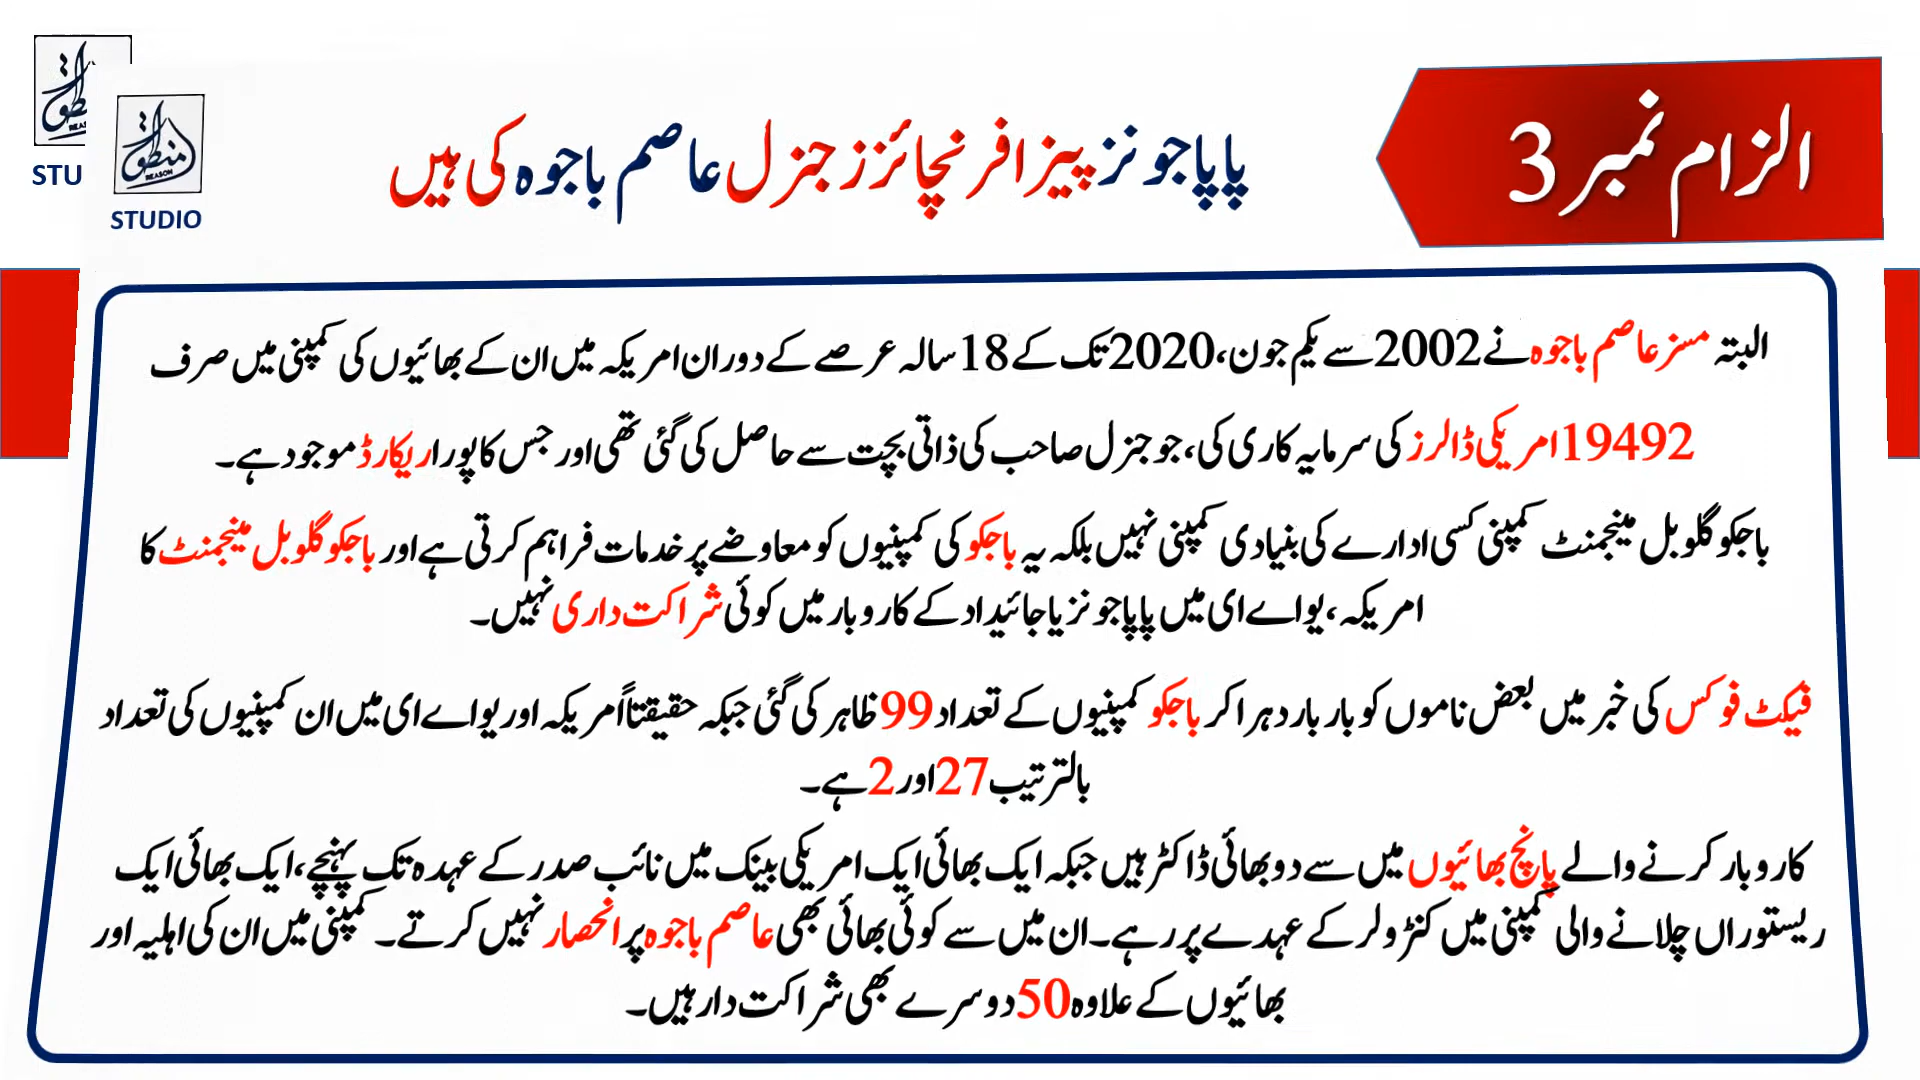 الزام نمبر 3
پاپا جونز پیزا فرنچائزز جنرل عاصم باجوہ کی ہیں
منطق
REASON
STUDIO
STU
البتہ مسز عاصم باجوہ نے 2002 سے یکم جون، 2020 تک کے 18 سالہ عرصے کے دوران امریکہ میں ان کے بھائیوں کی کمپنی میں صرف
19492 امریکی ڈالرز کی سرمایہ کاری کی، جو جنرل صاحب کی ذاتی بچت سے حاصل کی گئی تھی اور جس کا پورا ریکارڈ موجود ہے۔
باجکو گلوبل مینجمنٹ کمپنی کسی ادارے کی بنیادی کمپنی نہیں بلکہ یہ باجکو کی کمپنیوں کو معاوضے پر خدمات فراہم کرتی ہے اور باجکو گلوبل مینجمنٹ کا
امریکہ، یو اے ای میں پاپا جونز یا جائیداد کے کاروبار میں کوئی شراکت داری نہیں۔
فیکٹ فوکس کی خبر میں بعض ناموں کو بار بار دہرا کر باجکو کمپنیوں کے تعداد 99 ظاہر کی گئی جبکہ حقیقتاً امریکہ اور یو اے ای میں ان کمپنیوں کی تعداد
بالترتیب 27 اور 2 ہے۔
کاروبار کرنے والے پانچ بھائیوں میں سے دو بھائی ڈاکٹر ہیں جبکہ ایک بھائی ایک امریکی بینک میں نائب صدر کے عہدہ تک پہنچے، ایک بھائی ایک
ریستوراں چلانے والی کمپنی میں کنٹرولر کے عہدے پر رہے۔ ان میں سے کوئی بھائی بھی عاصم باجوہ پر انحصار نہیں کرتے۔ کمپنی میں ان کی اہلیہ اور
بھائیوں کے علاوہ 50 دوسرے بھی شراکت دار ہیں۔